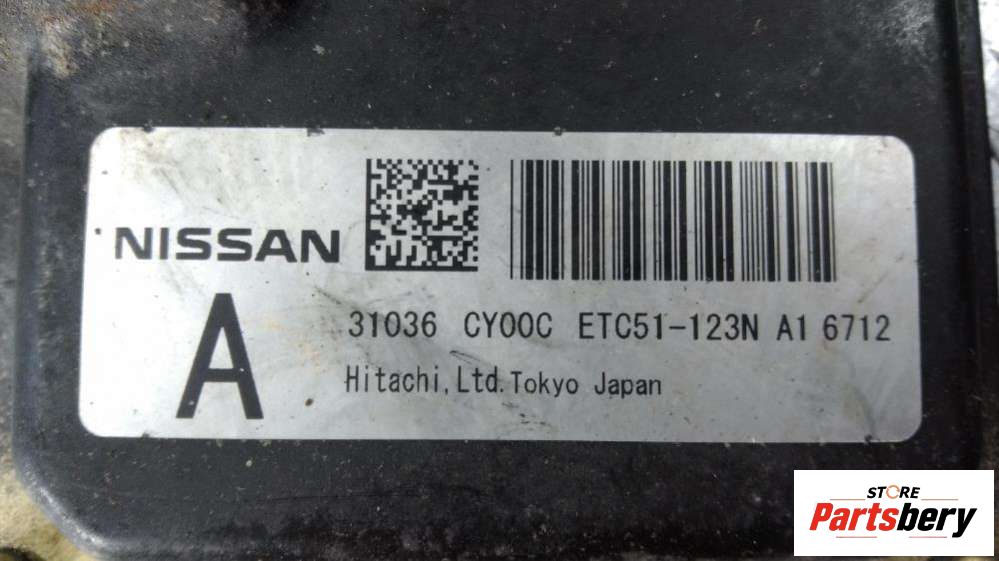 NISSAN
A
31036 CY00C ETC51-123N A1 6712
Hitachi, Ltd. Tokyo Japan
STORE
Partsbery